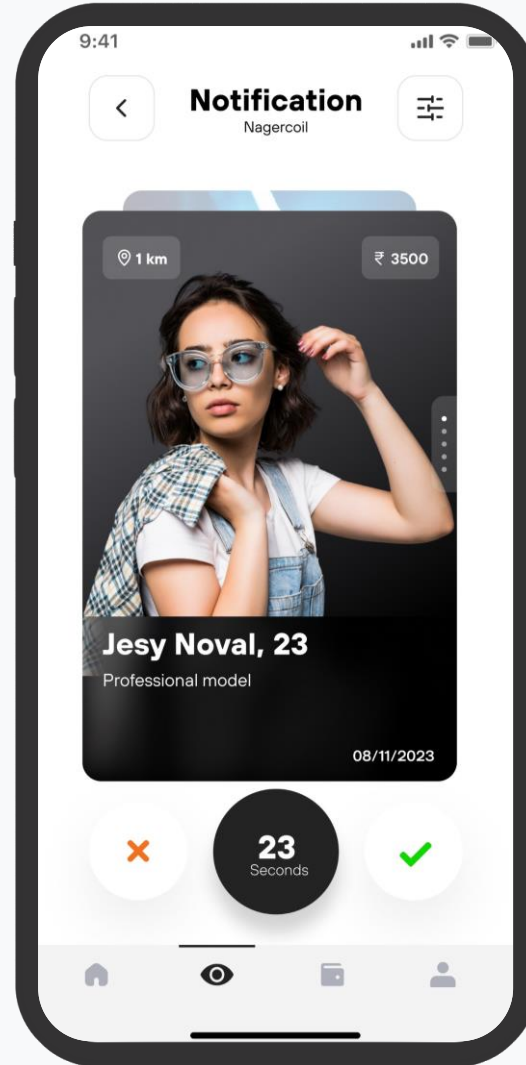 9:41
Notification
Nagercoil
1 km
₹ 3500
Jesy Noval, 23
Professional model
08/11/2023
23
Seconds